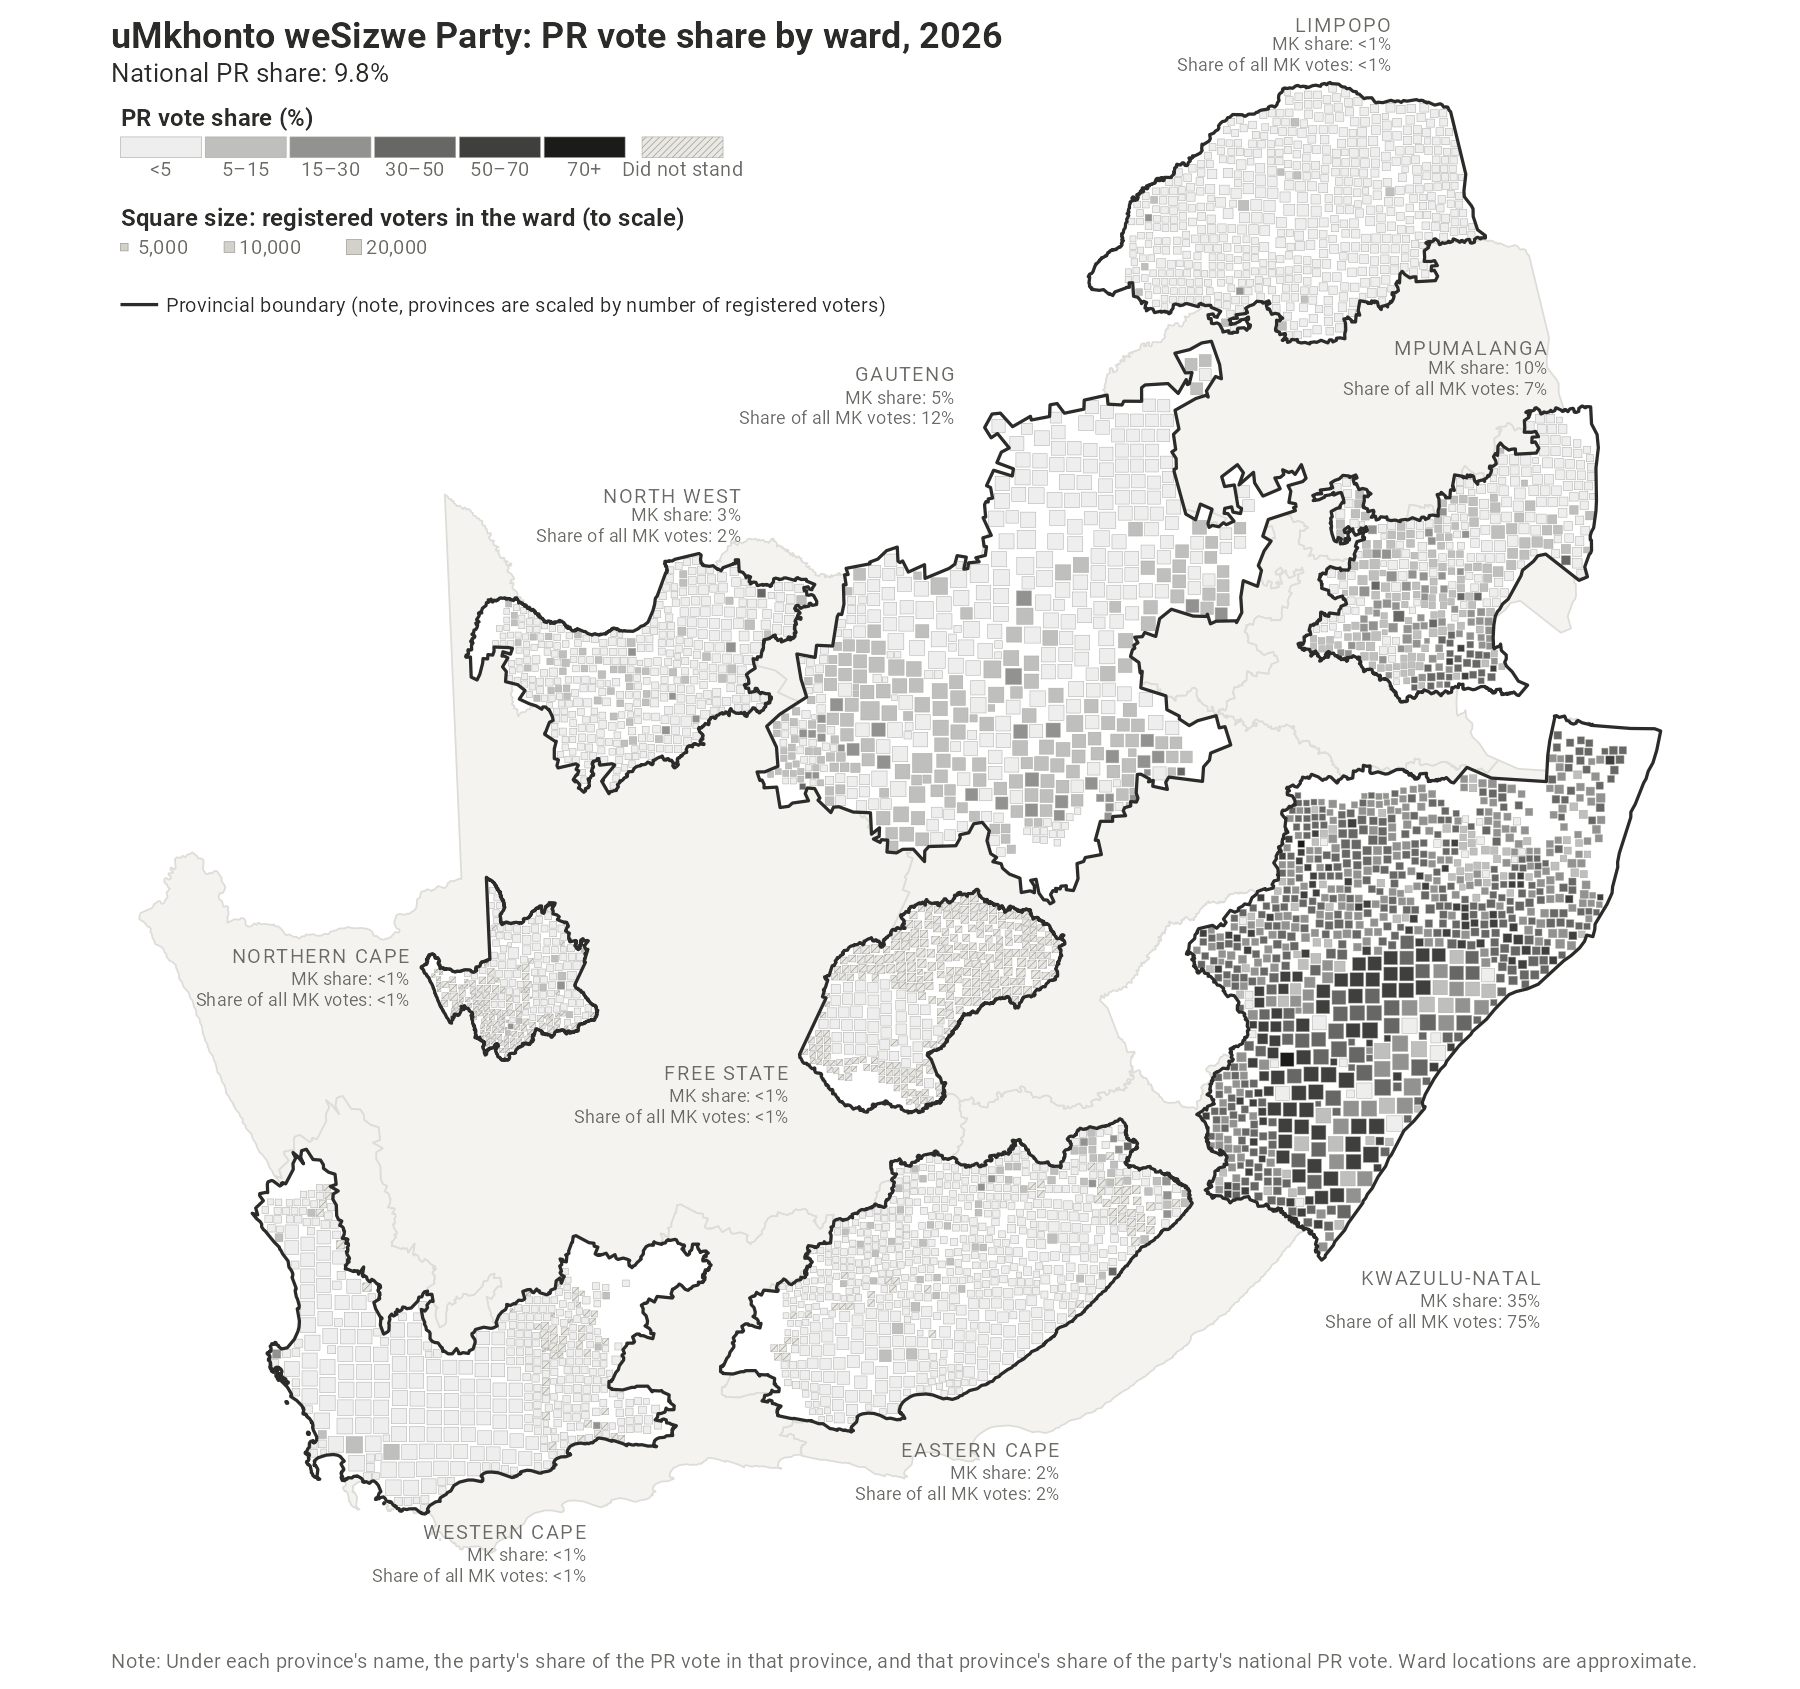 uMkhonto weSizwe Party: PR vote share by ward, 2026
National PR share: 9.8%
PR vote share (%)
<5
5–15
15–30
30–50
50–70
70+
Did not stand
Square size: registered voters in the ward (to scale)
5,000
10,000
20,000
Provincial boundary (note, provinces are scaled by number of registered voters)
LIMPOPO
MK share: <1%
Share of all MK votes: <1%
MPUMALANGA
MK share: 10%
Share of all MK votes: 7%
GAUTENG
MK share: 5%
Share of all MK votes: 12%
NORTH WEST
MK share: 3%
Share of all MK votes: 2%
NORTHERN CAPE
MK share: <1%
Share of all MK votes: <1%
FREE STATE
MK share: <1%
Share of all MK votes: <1%
KWAZULU-NATAL
MK share: 35%
Share of all MK votes: 75%
EASTERN CAPE
MK share: 2%
Share of all MK votes: 2%
WESTERN CAPE
MK share: <1%
Share of all MK votes: <1%
Note: Under each province's name, the party's share of the PR vote in that province, and that province's share of the party's national PR vote. Ward locations are approximate.